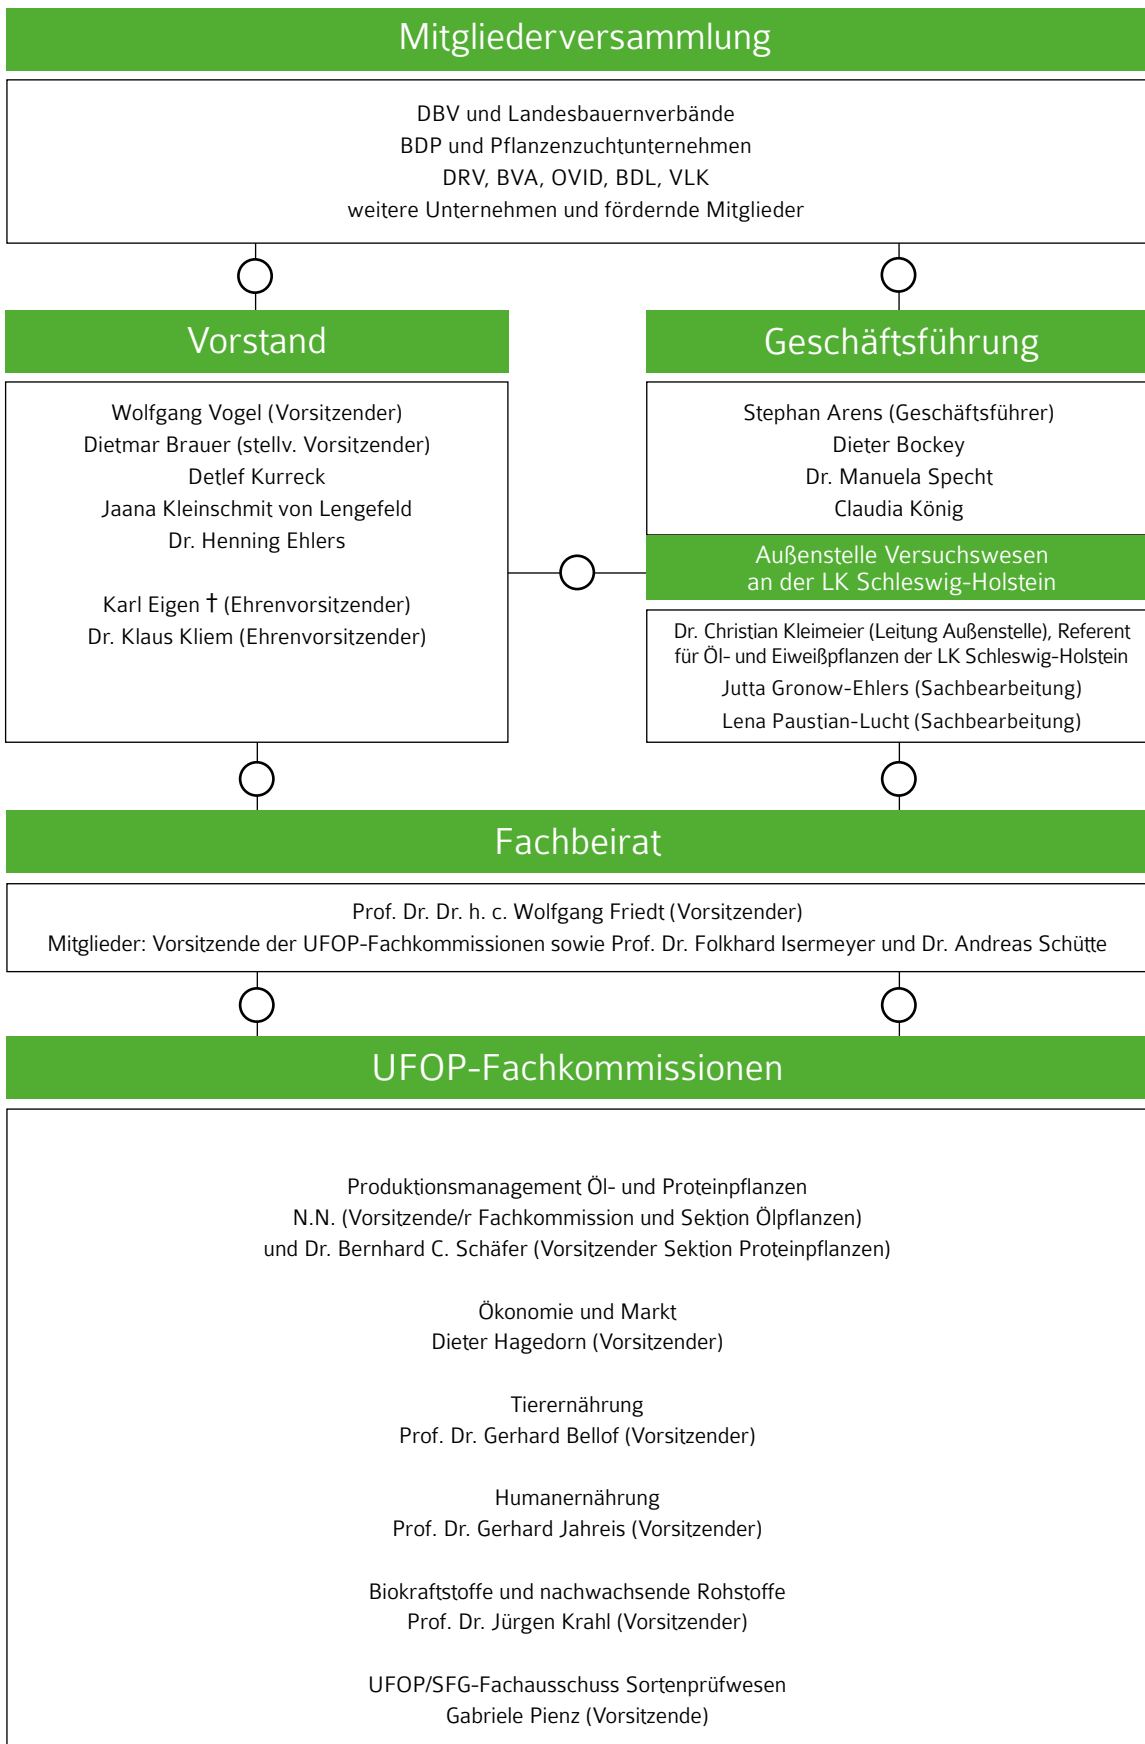 Mitgliederversammlung
DBV und Landesbauernverbände
BDP und Pflanzenzuchtunternehmen
DRV, BVA, OVID, BDL, VLK
weitere Unternehmen und fördernde Mitglieder
Vorstand
Wolfgang Vogel (Vorsitzender)
Dietmar Brauer (stellv. Vorsitzender)
Detlef Kurreck
Jaana Kleinschmit von Lengefeld
Dr. Henning Ehlers
Karl Eigen † (Ehrenvorsitzender)
Dr. Klaus Kliem (Ehrenvorsitzender)
Geschäftsführung
Stephan Arens (Geschäftsführer)
Dieter Bockey
Dr. Manuela Specht
Claudia König
Außenstelle Versuchswesen
an der LK Schleswig-Holstein
Dr. Christian Kleimeier (Leitung Außenstelle), Referent
für Öl- und Eiweißpflanzen der LK Schleswig-Holstein
Jutta Gronow-Ehlers (Sachbearbeitung)
Lena Paustian-Lucht (Sachbearbeitung)
Fachbeirat
Prof. Dr. Dr. h. c. Wolfgang Friedt (Vorsitzender)
Mitglieder: Vorsitzende der UFOP-Fachkommissionen sowie Prof. Dr. Folkhard Isermeyer und Dr. Andreas Schütte
UFOP-Fachkommissionen
Produktionsmanagement Öl- und Proteinpflanzen
N.N. (Vorsitzende/r Fachkommission und Sektion Ölpflanzen)
und Dr. Bernhard C. Schäfer (Vorsitzender Sektion Proteinpflanzen)
Ökonomie und Markt
Dieter Hagedorn (Vorsitzender)
Tierernährung
Prof. Dr. Gerhard Bellof (Vorsitzender)
Humanernährung
Prof. Dr. Gerhard Jahreis (Vorsitzender)
Biokraftstoffe und nachwachsende Rohstoffe
Prof. Dr. Jürgen Krahl (Vorsitzender)
UFOP/SFG-Fachausschuss Sortenprüfwesen
Gabriele Pienz (Vorsitzende)